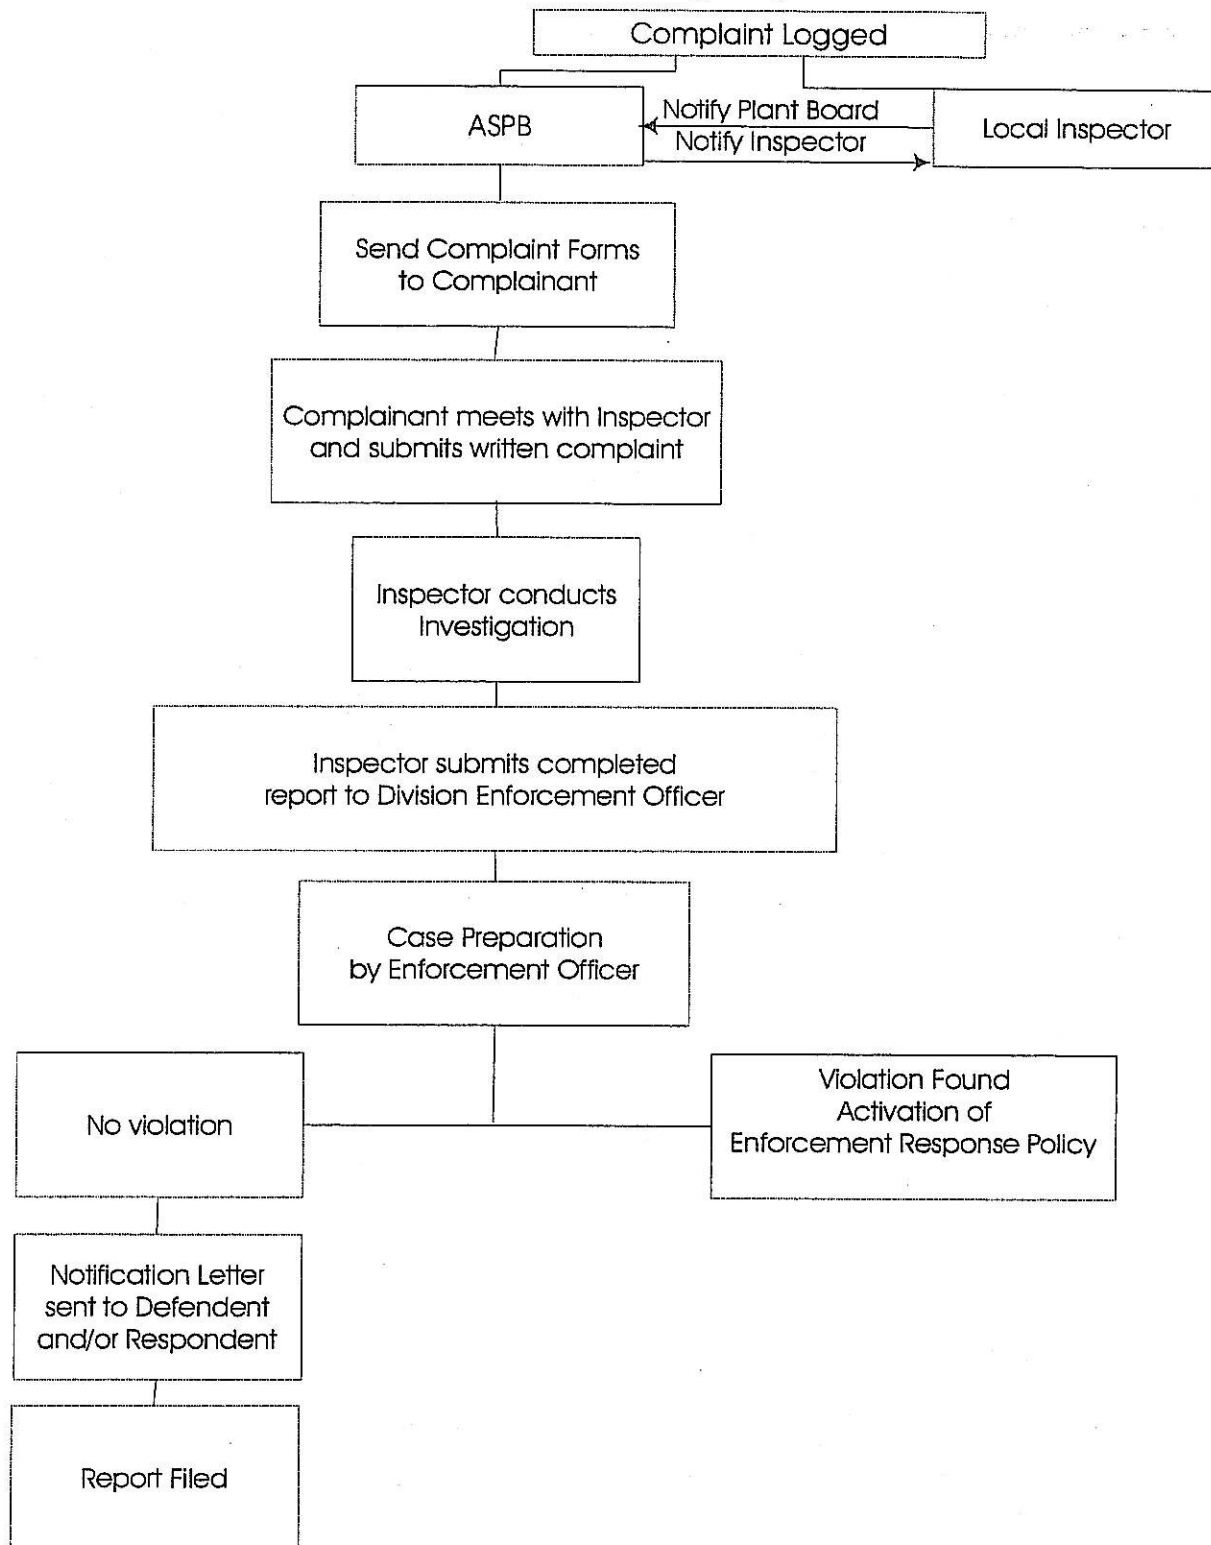 Complaint Logged
ASPB
Notify Plant Board
Notify Inspector
Local Inspector
Send Complaint Forms
to Complainant
Complainant meets with Inspector
and submits written complaint
Inspector conducts
Investigation
Inspector submits completed
report to Division Enforcement Officer
Case Preparation
by Enforcement Officer
No violation
Violation Found
Activation of
Enforcement Response Policy
Notification Letter
sent to Defendent
and/or Respondent
Report Filed